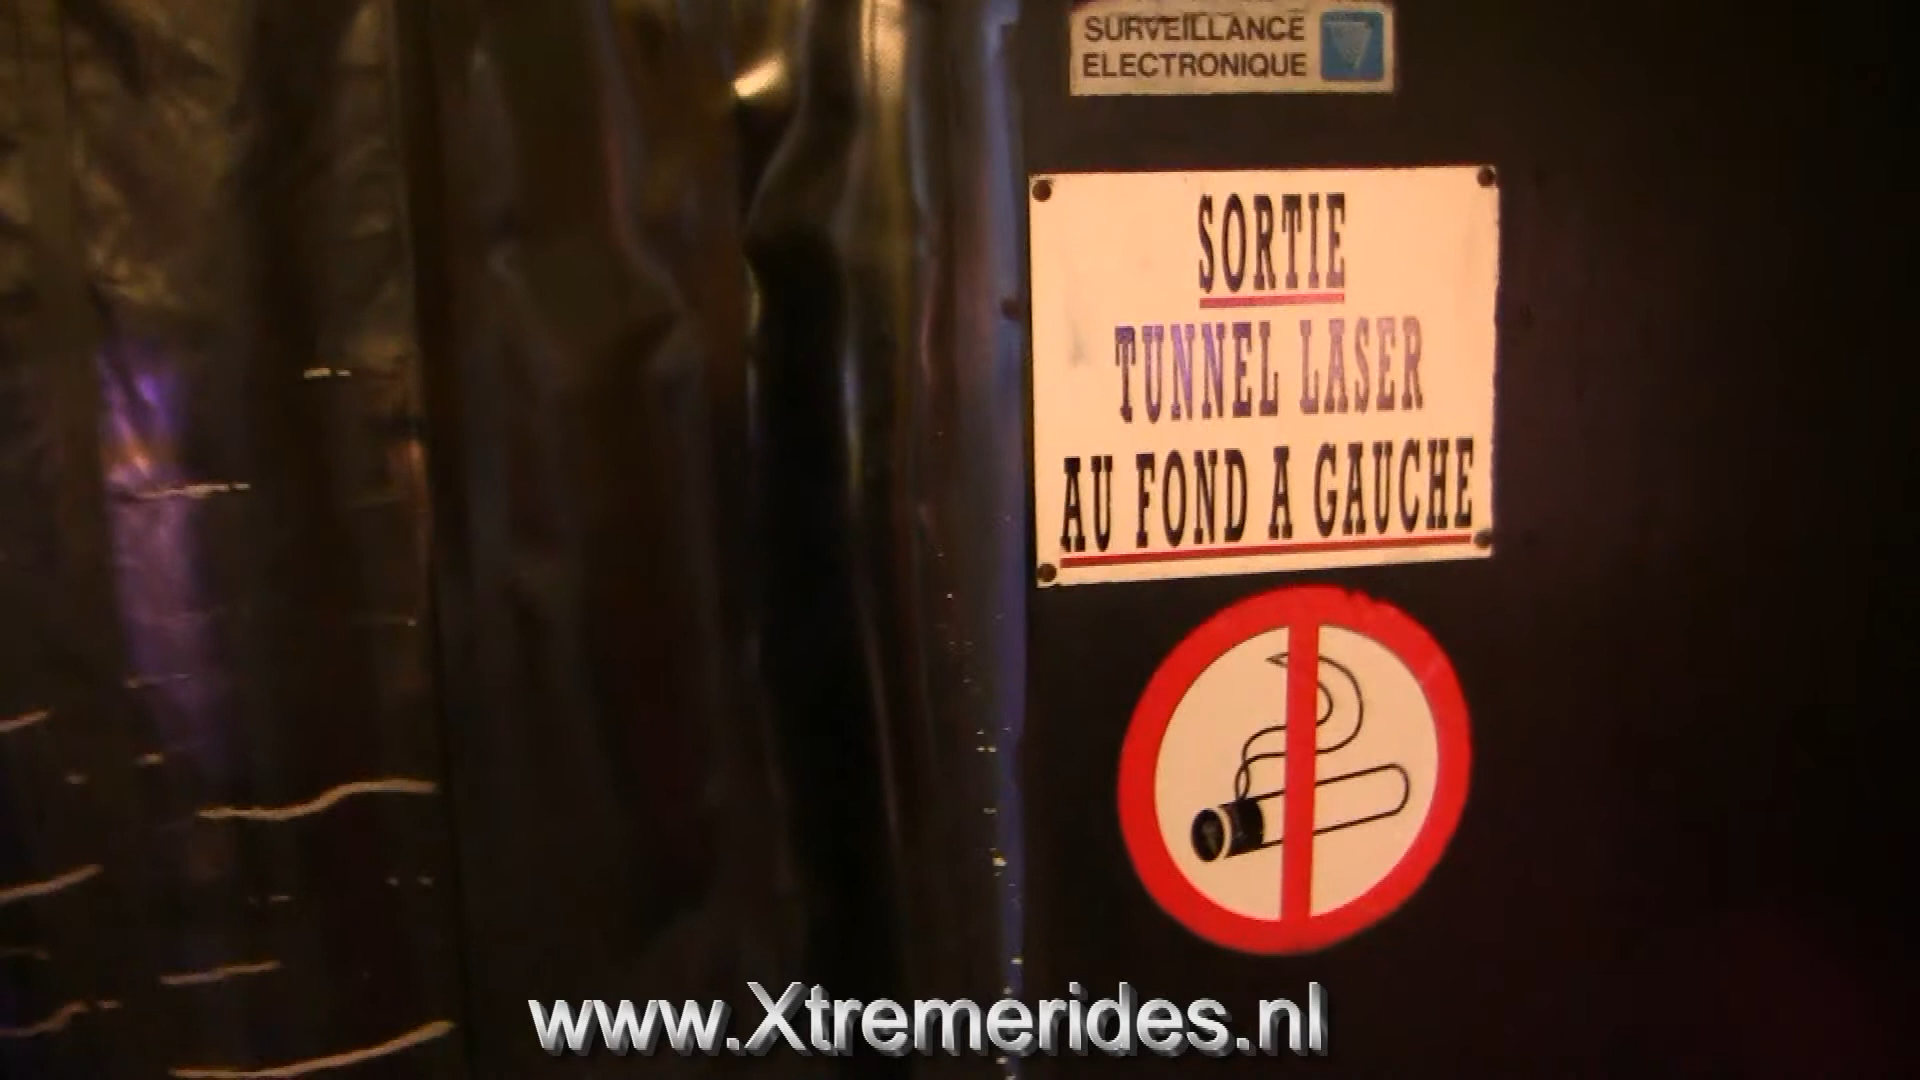 SURVEILLANCE
ELECTRONIQUE
SORTIE
TUNNEL LASER
AU FOND A GAUCHE
www.Xtremerides.nl